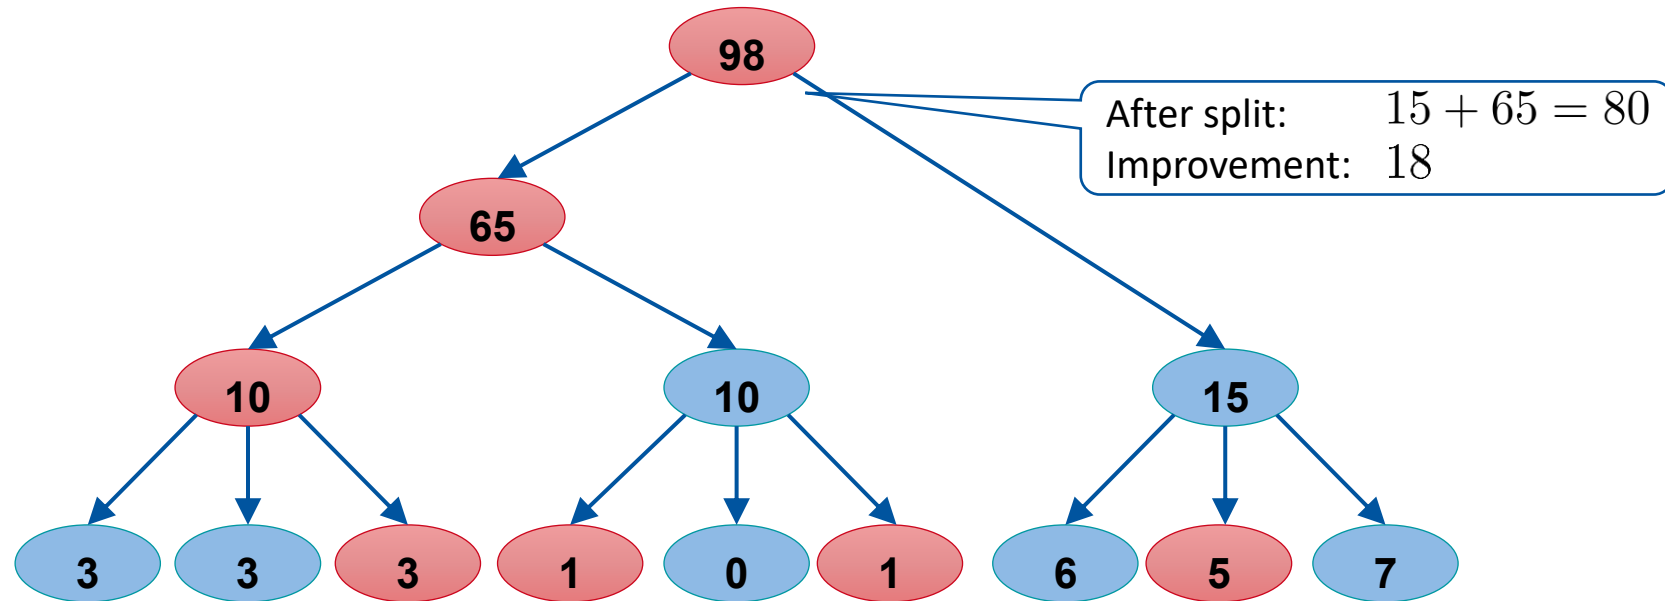 98
After split: 15 + 65 = 80
Improvement: 18
65
10 10 15
3 3 3 1 0 1 6 5 7